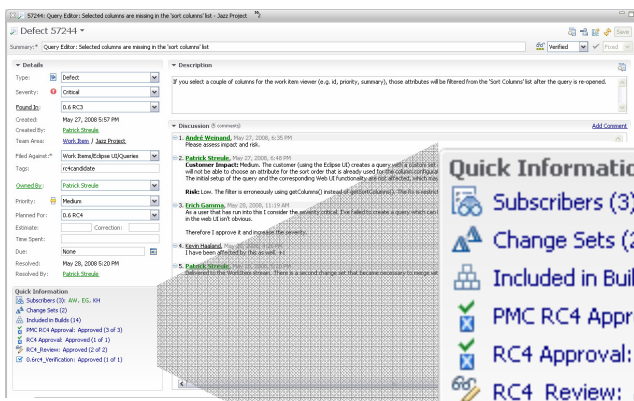 57244: Query Editor: Selected columns are missing in the 'sort columns' list - Jazz Project
Defect 57244
Save
Summary:* Query Editor: Selected columns are missing in the 'sort columns' list
Verified
Fixed
Details
Type: Defect
Severity: Critical
Found In: 0.6 RC3
Created: May 27, 2008 5:57 PM
Created By: Patrick Streule
Team Area: Work Item / Jazz Project
Filed Against:* Work Items/Eclipse UI/Queries
Tags: rc4candidate
Owned By: Patrick Streule
Priority: Medium
Planned For: 0.6 RC4
Estimate: Correction:
Time Spent:
Due: None
Resolved: May 28, 2008 5:20 PM
Resolved By: Patrick Streule
Quick Information
Subscribers (3): AW, EG, KH
Change Sets (2)
Included in Builds (14)
PMC RC4 Approval: Approved (3 of 3)
RC4 Approval: Approved (1 of 1)
RC4_Review: Approved (2 of 2)
0.6rc4_Verification: Approved (1 of 1)
Description
If you select a couple of columns for the work item viewer (e.g. id, priority, summary), those attributes will be filtered from the 'Sort Columns' list after the query is re-opened.
Discussion (5 comments)
Add Comment
1. André Weinand, May 27, 2008, 6:35 PM
Please assess impact and risk.
2. Patrick Streule, May 27, 2008, 6:48 PM
Customer Impact: Medium. The customer (using the Eclipse UI) creates a query with a custom set
will not be able to choose an attribute for the sort order that is already used for the column configura
The initial setup of the query and the corresponding Web UI functionality are not affected, which may
Risk: Low. The filter is erroneously using getColumns() instead of getSortColumns(). The fix is restrict
3. Erich Gamma, May 28, 2008, 11:19 AM
As a user that has run into this I consider the severity critical. I've failed to create a query which can
in the web UI isn't obvious.
Therefore I approve it and increase the severity.
4. Kevin Haaland, May 28, 2008,
I have been affected by this as well. +1
5. Patrick Streule,
Delivered to the WorkItem stream. There is a second change set that became necessary to merge set
Quick Informatio
Subscribers (3)
Change Sets (2
Included in Buil
PMC RC4 Appr
RC4 Approval:
RC4_Review: